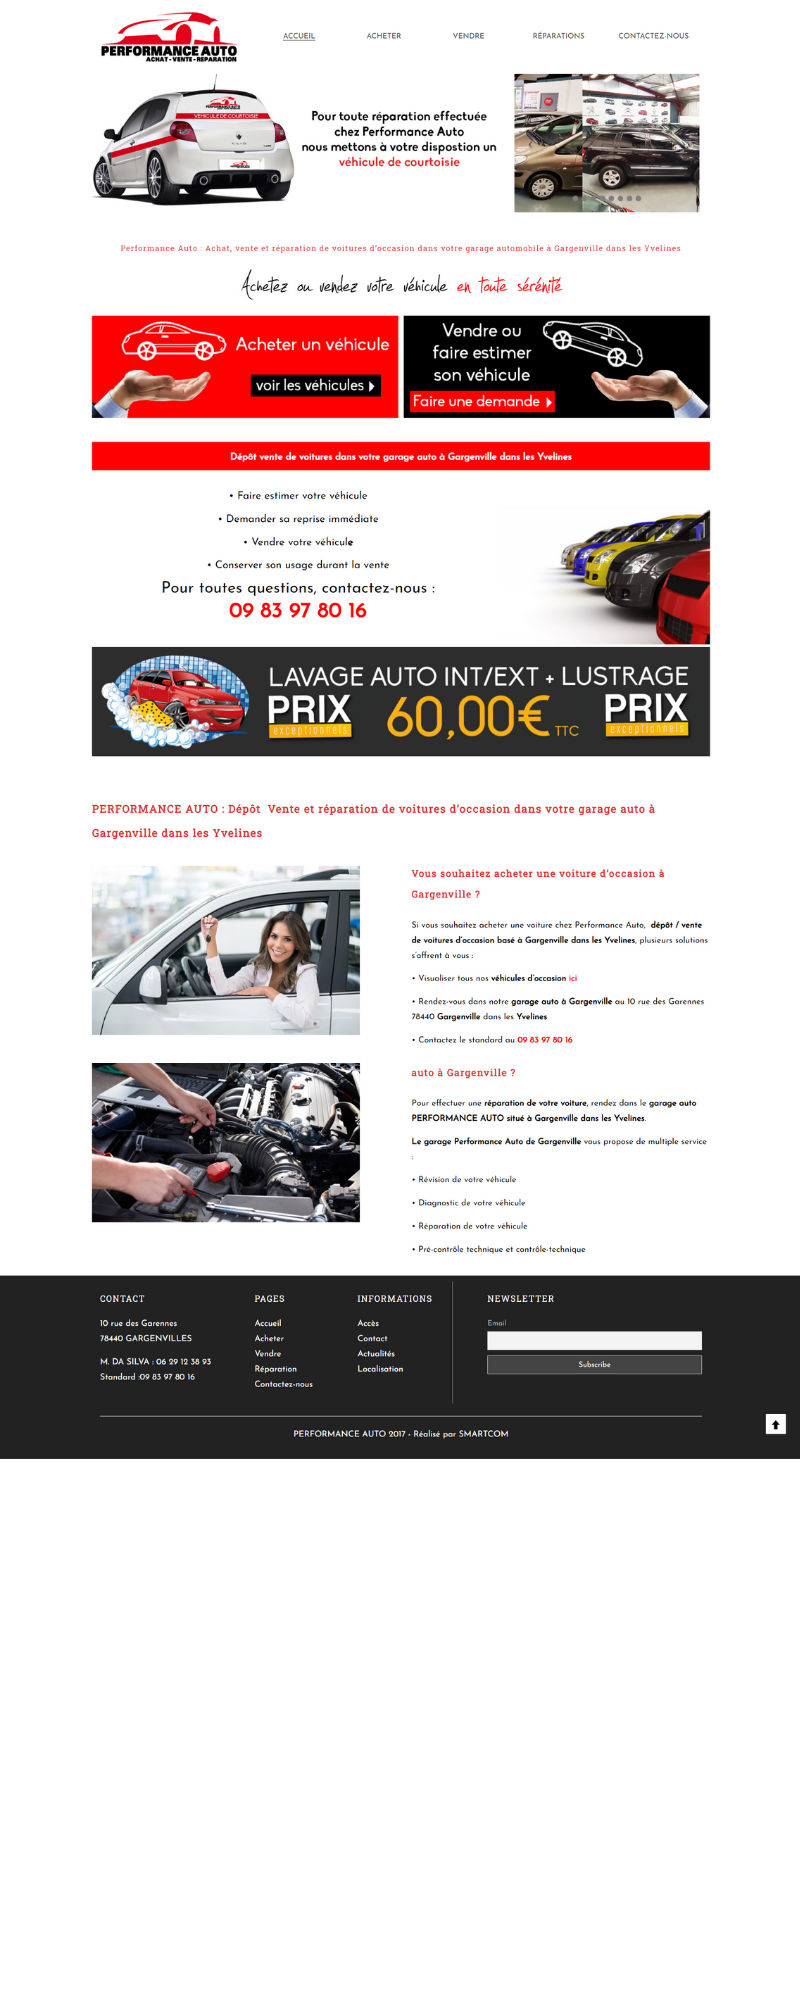 PERFORMANCE AUTO
ACHAT - VENTE - REPARATION
ACCUEIL
ACHETER
VENDRE
RÉPARATIONS
CONTACTEZ-NOUS
VEHICULE DE COURTOISIE
Pour toute réparation effectuée
chez Performance Auto
nous mettons à votre dispostion un
véhicule de courtoisie
Performance Auto : Achat, vente et réparation de voitures d'occasion dans votre garage automobile à Gargenville dans les Yvelines
Achetez ou vendez votre véhicule en toute sérénité
Acheter un véhicule
voir les véhicules
Vendre ou
faire estimer
son véhicule
Faire une demande
Dépôt vente de voitures dans votre garage auto à Gargenville dans les Yvelines
• Faire estimer votre véhicule
• Demander sa reprise immédiate
• Vendre votre véhicule
• Conserver son usage durant la vente
Pour toutes questions, contactez-nous :
09 83 97 80 16
LAVAGE AUTO INT/EXT + LUSTRAGE
PRIX
exceptionnels
60,00€ TTC
PRIX
exceptionnels
PERFORMANCE AUTO : Dépôt Vente et réparation de voitures d'occasion dans votre garage auto à
Gargenville dans les Yvelines
Vous souhaitez acheter une voiture d'occasion à
Gargenville ?
Si vous souhaitez acheter une voiture chez Performance Auto, dépôt / vente
de voitures d'occasion basé à Gargenville dans les Yvelines, plusieurs solutions
s'offrent à vous :
• Visualiser tous nos véhicules d'occasion ici
• Rendez-vous dans notre garage auto à Gargenville au 10 rue des Garennes
78440 Gargenville dans les Yvelines
• Contactez le standard au 09 83 97 80 16
auto à Gargenville ?
Pour effectuer une réparation de votre voiture, rendez dans le garage auto
PERFORMANCE AUTO situé à Gargenville dans les Yvelines.
Le garage Performance Auto de Gargenville vous propose de multiple service
:
• Révision de votre véhicule
• Diagnostic de votre véhicule
• Réparation de votre véhicule
• Pré-contrôle technique et contrôle-technique
CONTACT
10 rue des Garennes
78440 GARGENVILLES
M. DA SILVA : 06 29 12 38 93
Standard :09 83 97 80 16
PAGES
Accueil
Acheter
Vendre
Réparation
Contactez-nous
INFORMATIONS
Accès
Contact
Actualités
Localisation
NEWSLETTER
Email
Subscribe
PERFORMANCE AUTO 2017 - Réalisé par SMARTCOM